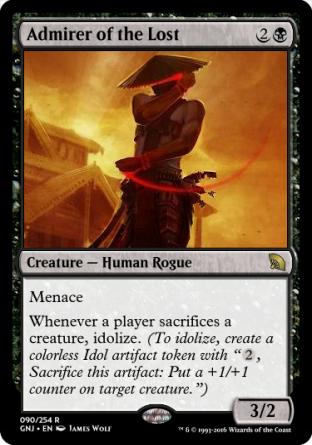 Admirer of the Lost 2
Creature — Human Rogue
Menace
Whenever a player sacrifices a
creature, idolize. (To idolize, create a
colorless Idol artifact token with “2,
Sacrifice this artifact: Put a +1/+1
counter on target creature.”)
090/254 R
GNJ • EN James Wolf
3/2
™ & © 1993-2016 Wizards of the Coast